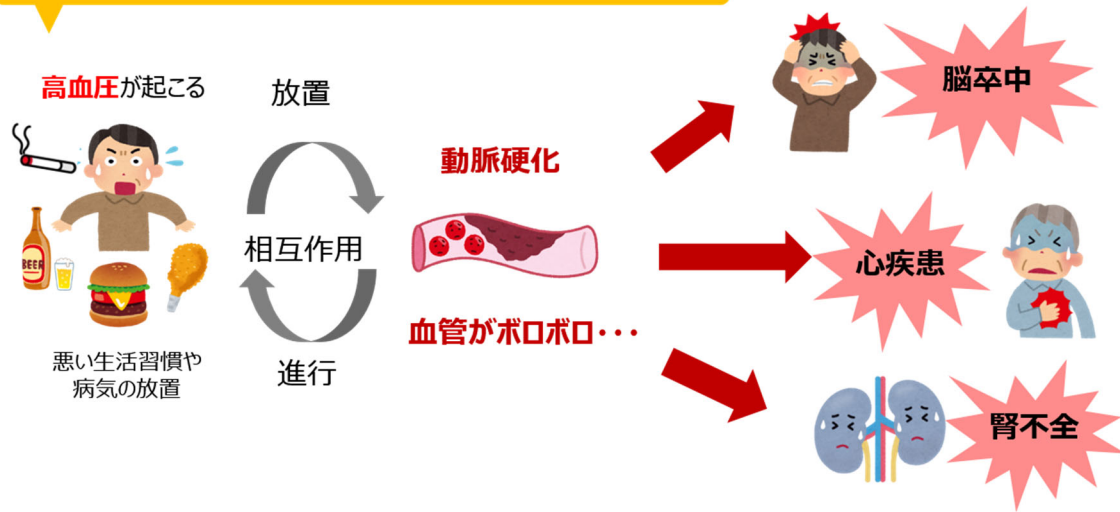 高血圧が起こる
BEER
悪い生活習慣や
病気の放置
放置
相互作用
進行
動脈硬化
血管がボロボロ・・・
脳卒中
心疾患
腎不全